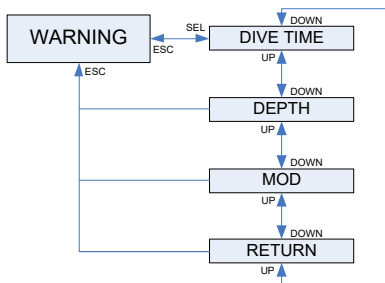 DOWN
WARNING
SEL
ESC
DIVE TIME
UP
ESC
DOWN
DEPTH
UP
DOWN
MOD
UP
DOWN
RETURN
UP